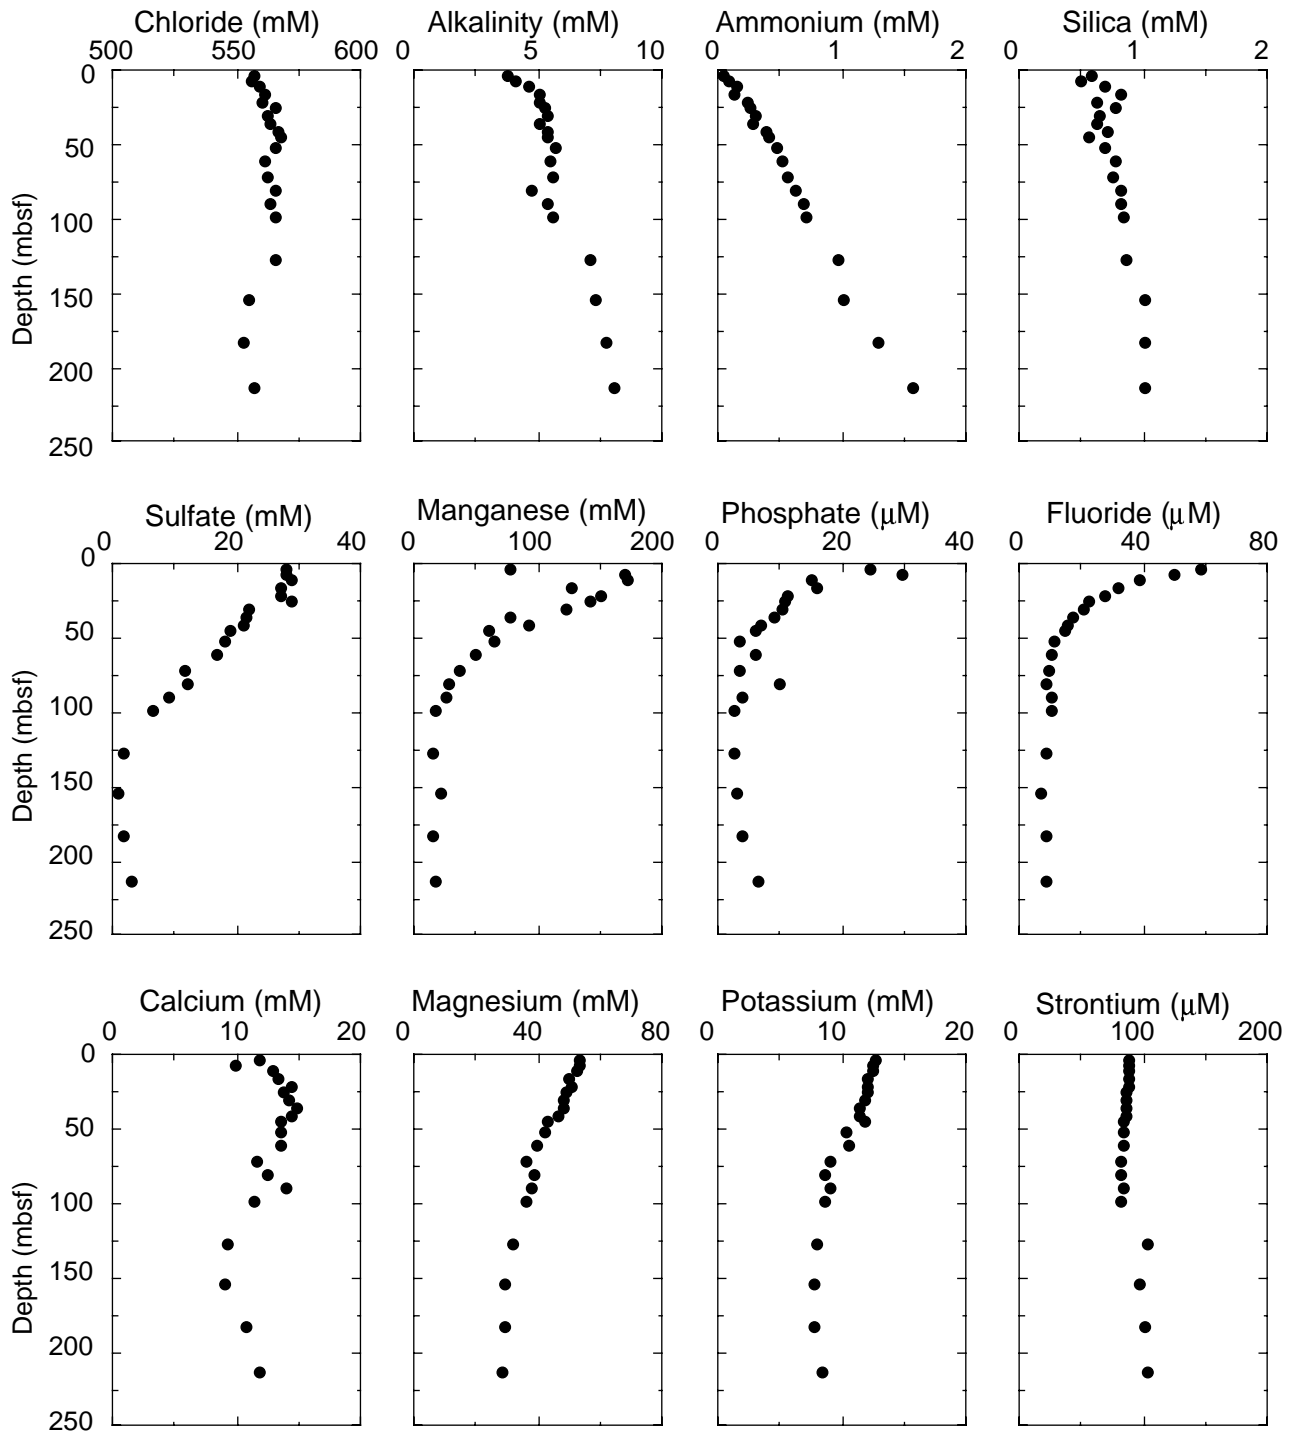 Chloride (mM) Alkalinity (mM) Ammonium (mM) Silica (mM)
500 550 600 0 5 10 0 1 2 0 1 2
0
50
100
150
200
250
Depth (mbsf)
Sulfate (mM) Manganese (mM) Phosphate (μM) Fluoride (μM)
0 20 40 0 100 200 0 20 40 0 40 80
0
50
100
150
200
250
Depth (mbsf)
Calcium (mM) Magnesium (mM) Potassium (mM) Strontium (μM)
0 10 20 0 40 80 0 10 20 0 100 200
0
50
100
150
200
250
Depth (mbsf)